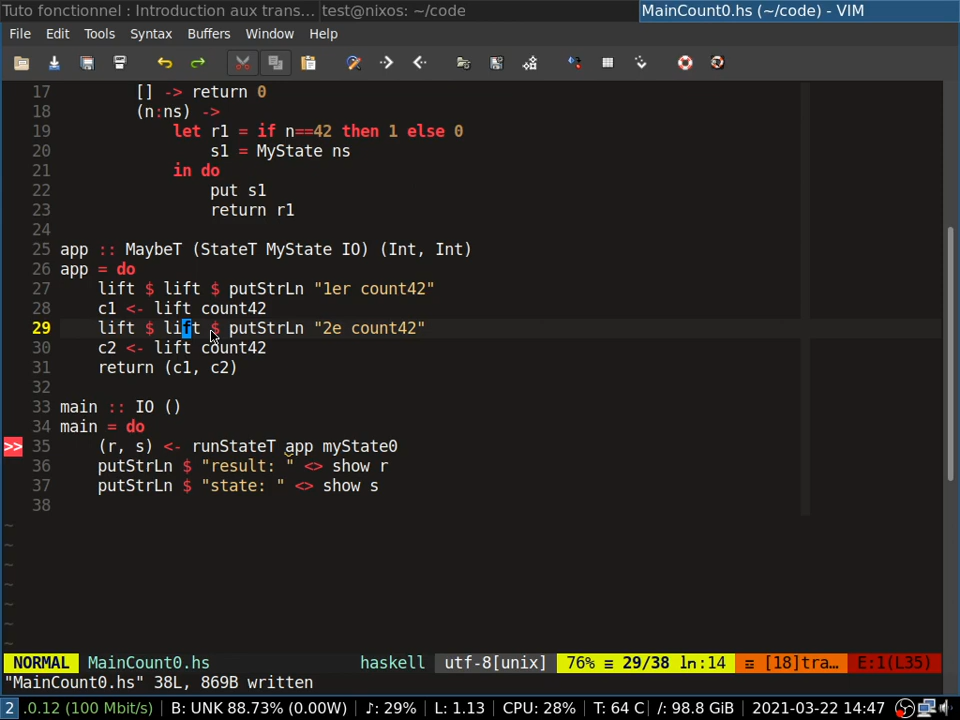 Tuto fonctionnel : Introduction aux trans... test@nixos: ~/code MainCount0.hs (~/code) - VIM
File Edit Tools Syntax Buffers Window Help
17 [] -> return 0
18 (n:ns) ->
19 let r1 = if n==42 then 1 else 0
20 s1 = MyState ns
21 in do
22 put s1
23 return r1
24
25 app :: MaybeT (StateT MyState IO) (Int, Int)
26 app = do
27 lift $ lift $ putStrLn "1er count42"
28 c1 <- lift count42
29 lift $ lift $ putStrLn "2e count42"
30 c2 <- lift count42
31 return (c1, c2)
32
33 main :: IO ()
34 main = do
>> 35 (r, s) <- runStateT app myState0
36 putStrLn $ "result: " <> show r
37 putStrLn $ "state: " <> show s
38
~
~
~
~
~
~
~
NORMAL MainCount0.hs haskell utf-8[unix] 76% ≡ 29/38 ln:14 ☲ [18]tra… E:1(L35)
"MainCount0.hs" 38L, 869B written
2 .0.12 (100 Mbit/s) B: UNK 88.73% (0.00W) ♪: 29% L: 1.13 CPU: 28% T: 64 C /: 98.8 GiB 2021-03-22 14:47